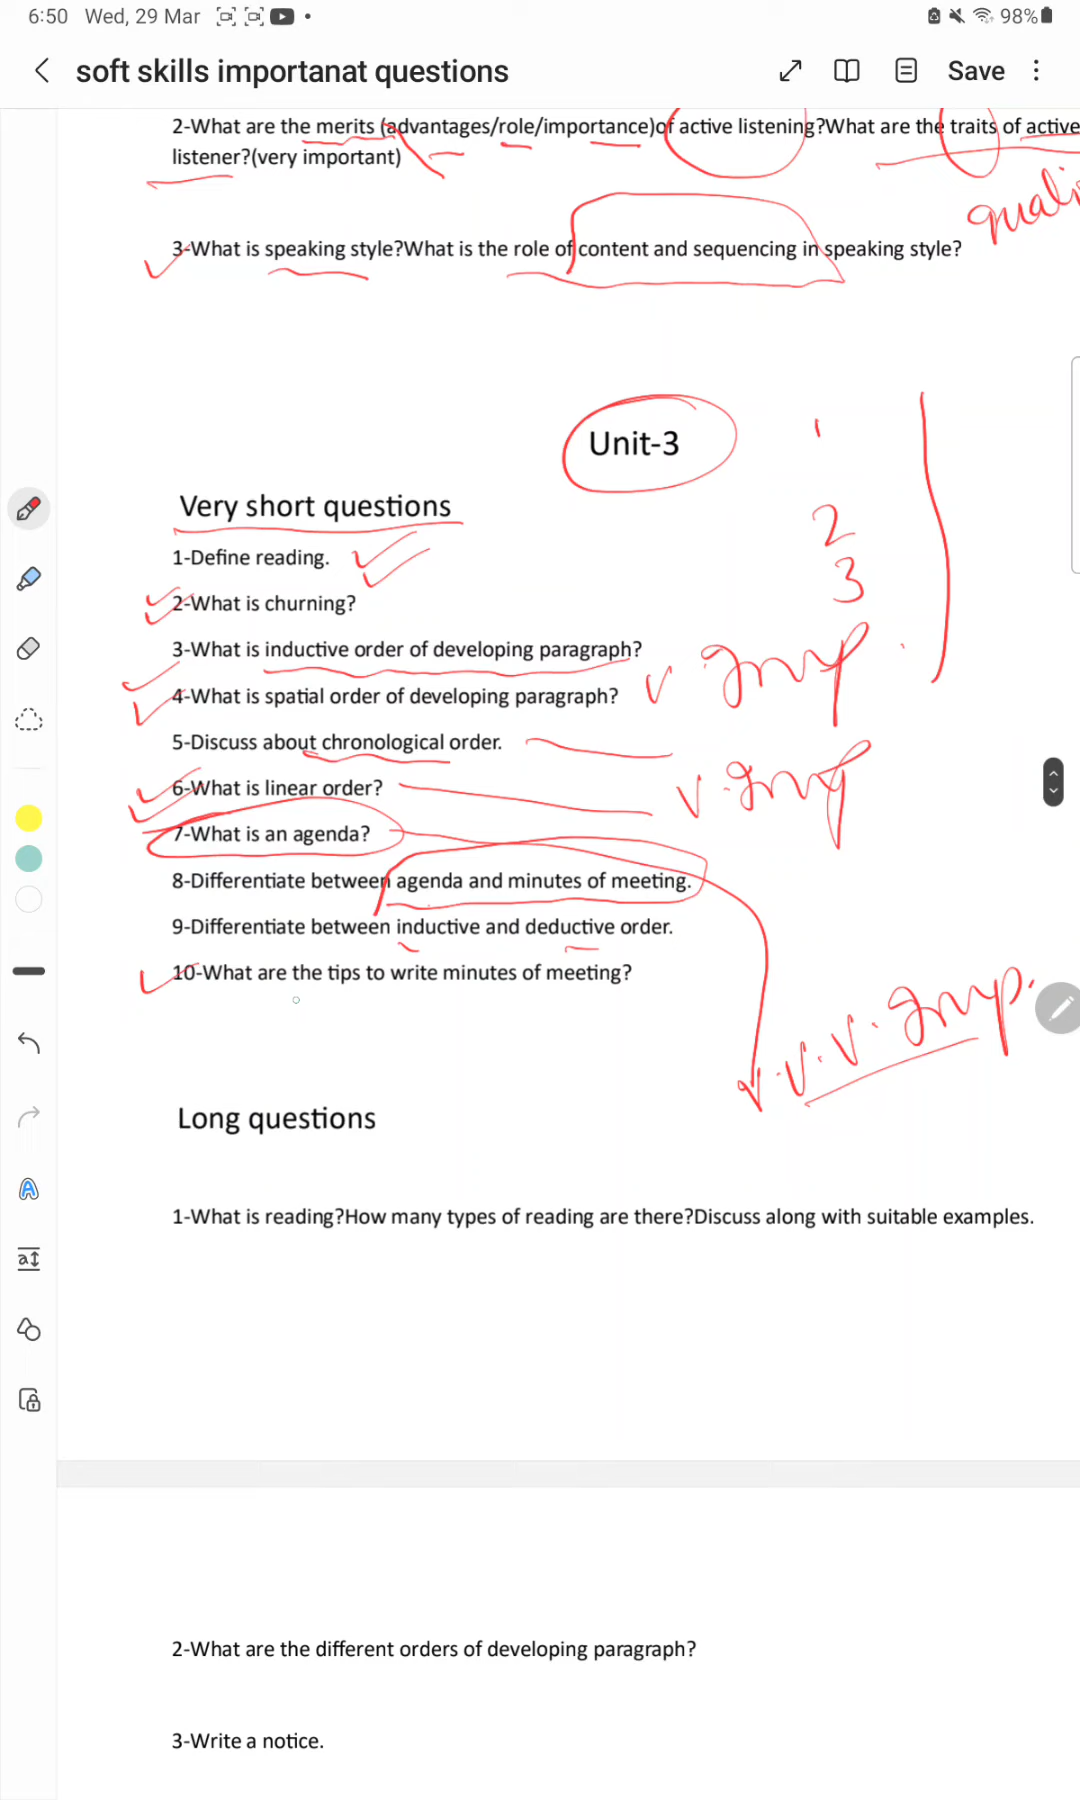 6:50 Wed, 29 Mar
98%
soft skills importanat questions
Save
2-What are the merits (advantages/role/importance)of active listening?What are the traits of active
listener?(very important)
3-What is speaking style?What is the role of content and sequencing in speaking style?
Unit-3
1
2
3
Very short questions
1-Define reading.
2-What is churning?
3-What is inductive order of developing paragraph?
4-What is spatial order of developing paragraph?
v Imp.
5-Discuss about chronological order.
6-What is linear order?
v.Imp
7-What is an agenda?
8-Differentiate between agenda and minutes of meeting.
9-Differentiate between inductive and deductive order.
10-What are the tips to write minutes of meeting?
v.v.v.Imp.
Long questions
1-What is reading?How many types of reading are there?Discuss along with suitable examples.
2-What are the different orders of developing paragraph?
3-Write a notice.